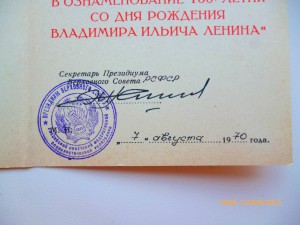 В ОЗНАМЕНОВАНИЕ 100-ЛЕТИЯ
СО ДНЯ РОЖДЕНИЯ
ВЛАДИМИРА ИЛЬИЧА ЛЕНИНА"
Секретарь Президиума
Верховного Совета РСФСР
7 " августа 1970 года.